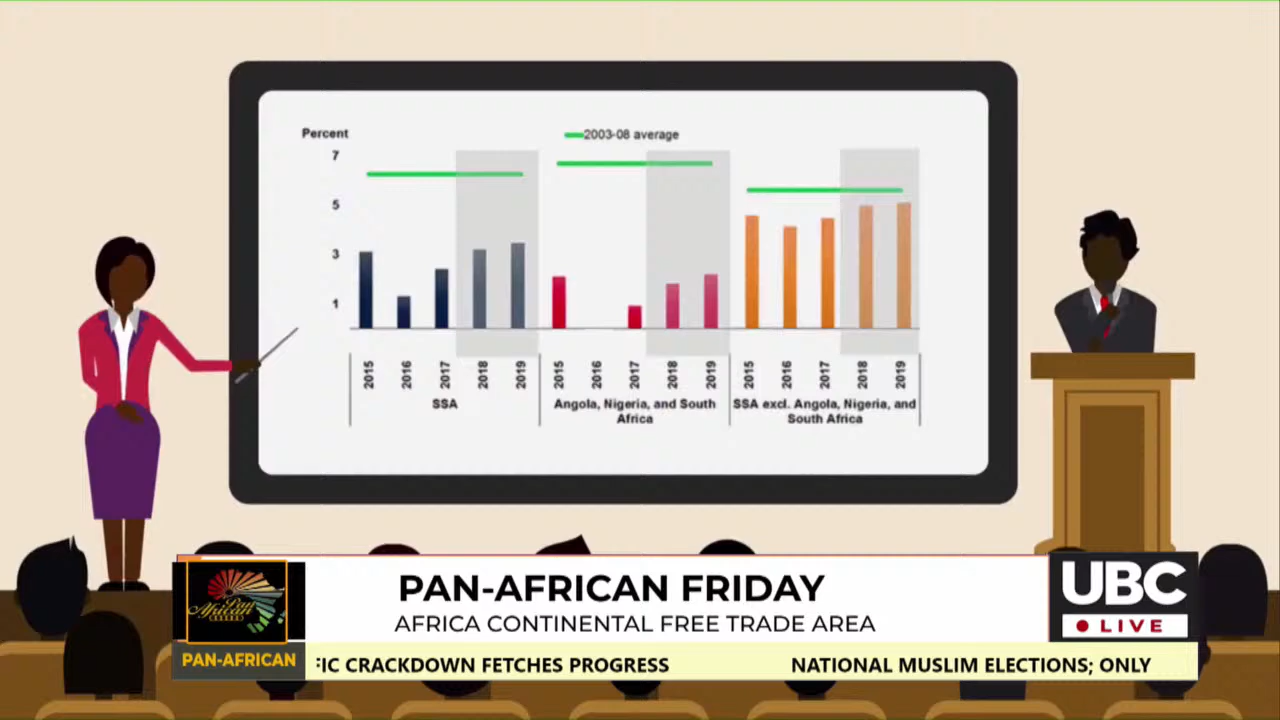 Percent
2003-08 average
7
5
3
1
2015 2016 2017 2018 2019 2015 2016 2017 2018 2019 2015 2016 2017 2018 2019
SSA
Angola, Nigeria, and South
Africa
SSA excl. Angola, Nigeria, and
South Africa
Pan
African
PAN-AFRICAN
PAN-AFRICAN FRIDAY
AFRICA CONTINENTAL FREE TRADE AREA
UBC
LIVE
FIC CRACKDOWN FETCHES PROGRESS NATIONAL MUSLIM ELECTIONS; ONLY